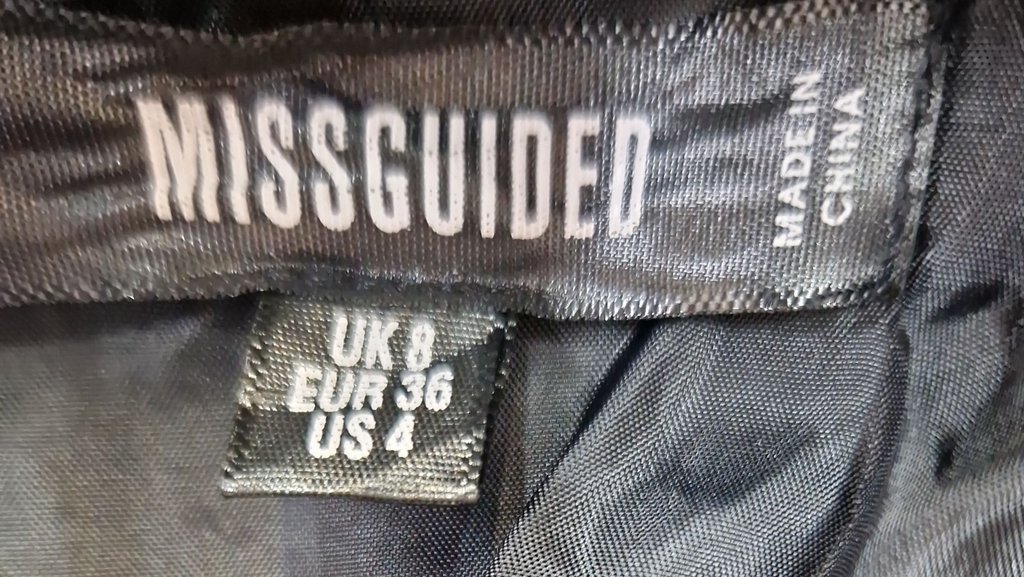 MISSGUIDED
MADE IN
CHINA
UK 8
EUR 36
US 4